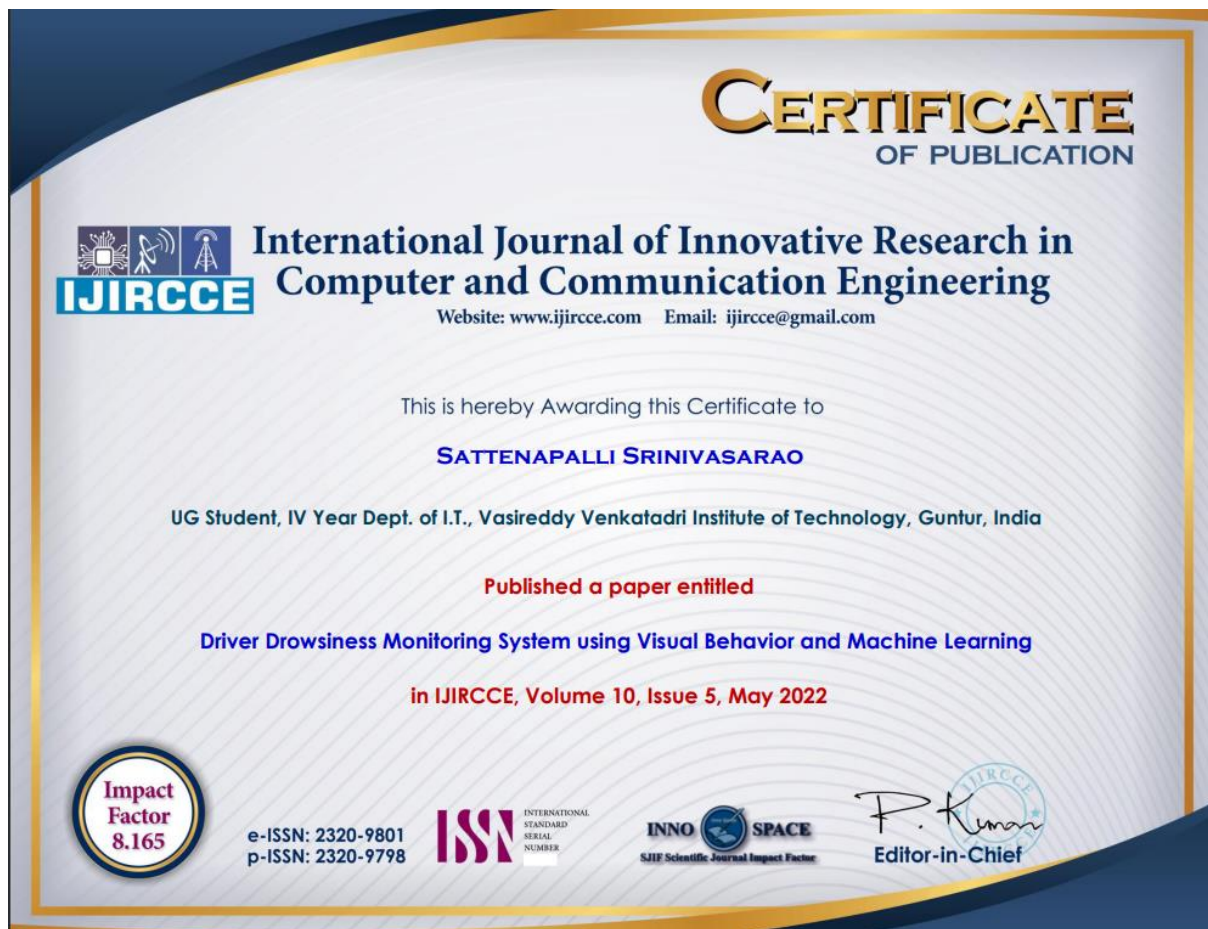 CERTIFICATE
OF PUBLICATION
IJIRCCE
International Journal of Innovative Research in
Computer and Communication Engineering
Website: www.ijircce.com Email: ijircce@gmail.com
This is hereby Awarding this Certificate to
SATTENAPALLI SRINIVASARAO
UG Student, IV Year Dept. of I.T., Vasireddy Venkatadri Institute of Technology, Guntur, India
Published a paper entitled
Driver Drowsiness Monitoring System using Visual Behavior and Machine Learning
in IJIRCCE, Volume 10, Issue 5, May 2022
Impact
Factor
8.165
e-ISSN: 2320-9801
p-ISSN: 2320-9798
ISSN
INTERNATIONAL
STANDARD
SERIAL
NUMBER
INNO SPACE
SJIF Scientific Journal Impact Factor
IJIRCCE
P. Kumar
Editor-in-Chief